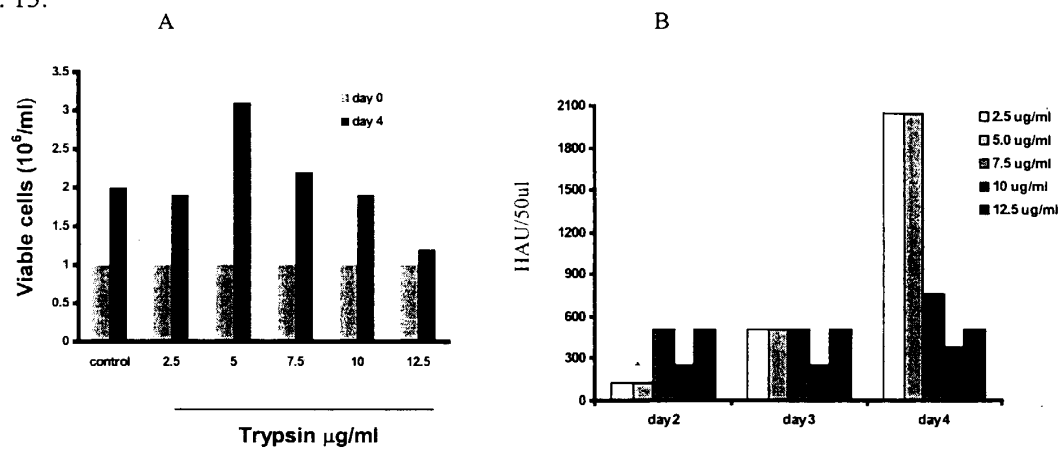 . 15.
A
B
Viable cells (10⁶/ml)
3.5
3
2.5
2
1.5
1
0.5
0
day 0
day 4
control 2.5 5 7.5 10 12.5
Trypsin μg/ml
HAU/50ul
2100
1800
1500
1200
900
600
300
0
2.5 ug/ml
5.0 ug/ml
7.5 ug/ml
10 ug/ml
12.5 ug/ml
day2 day3 day4